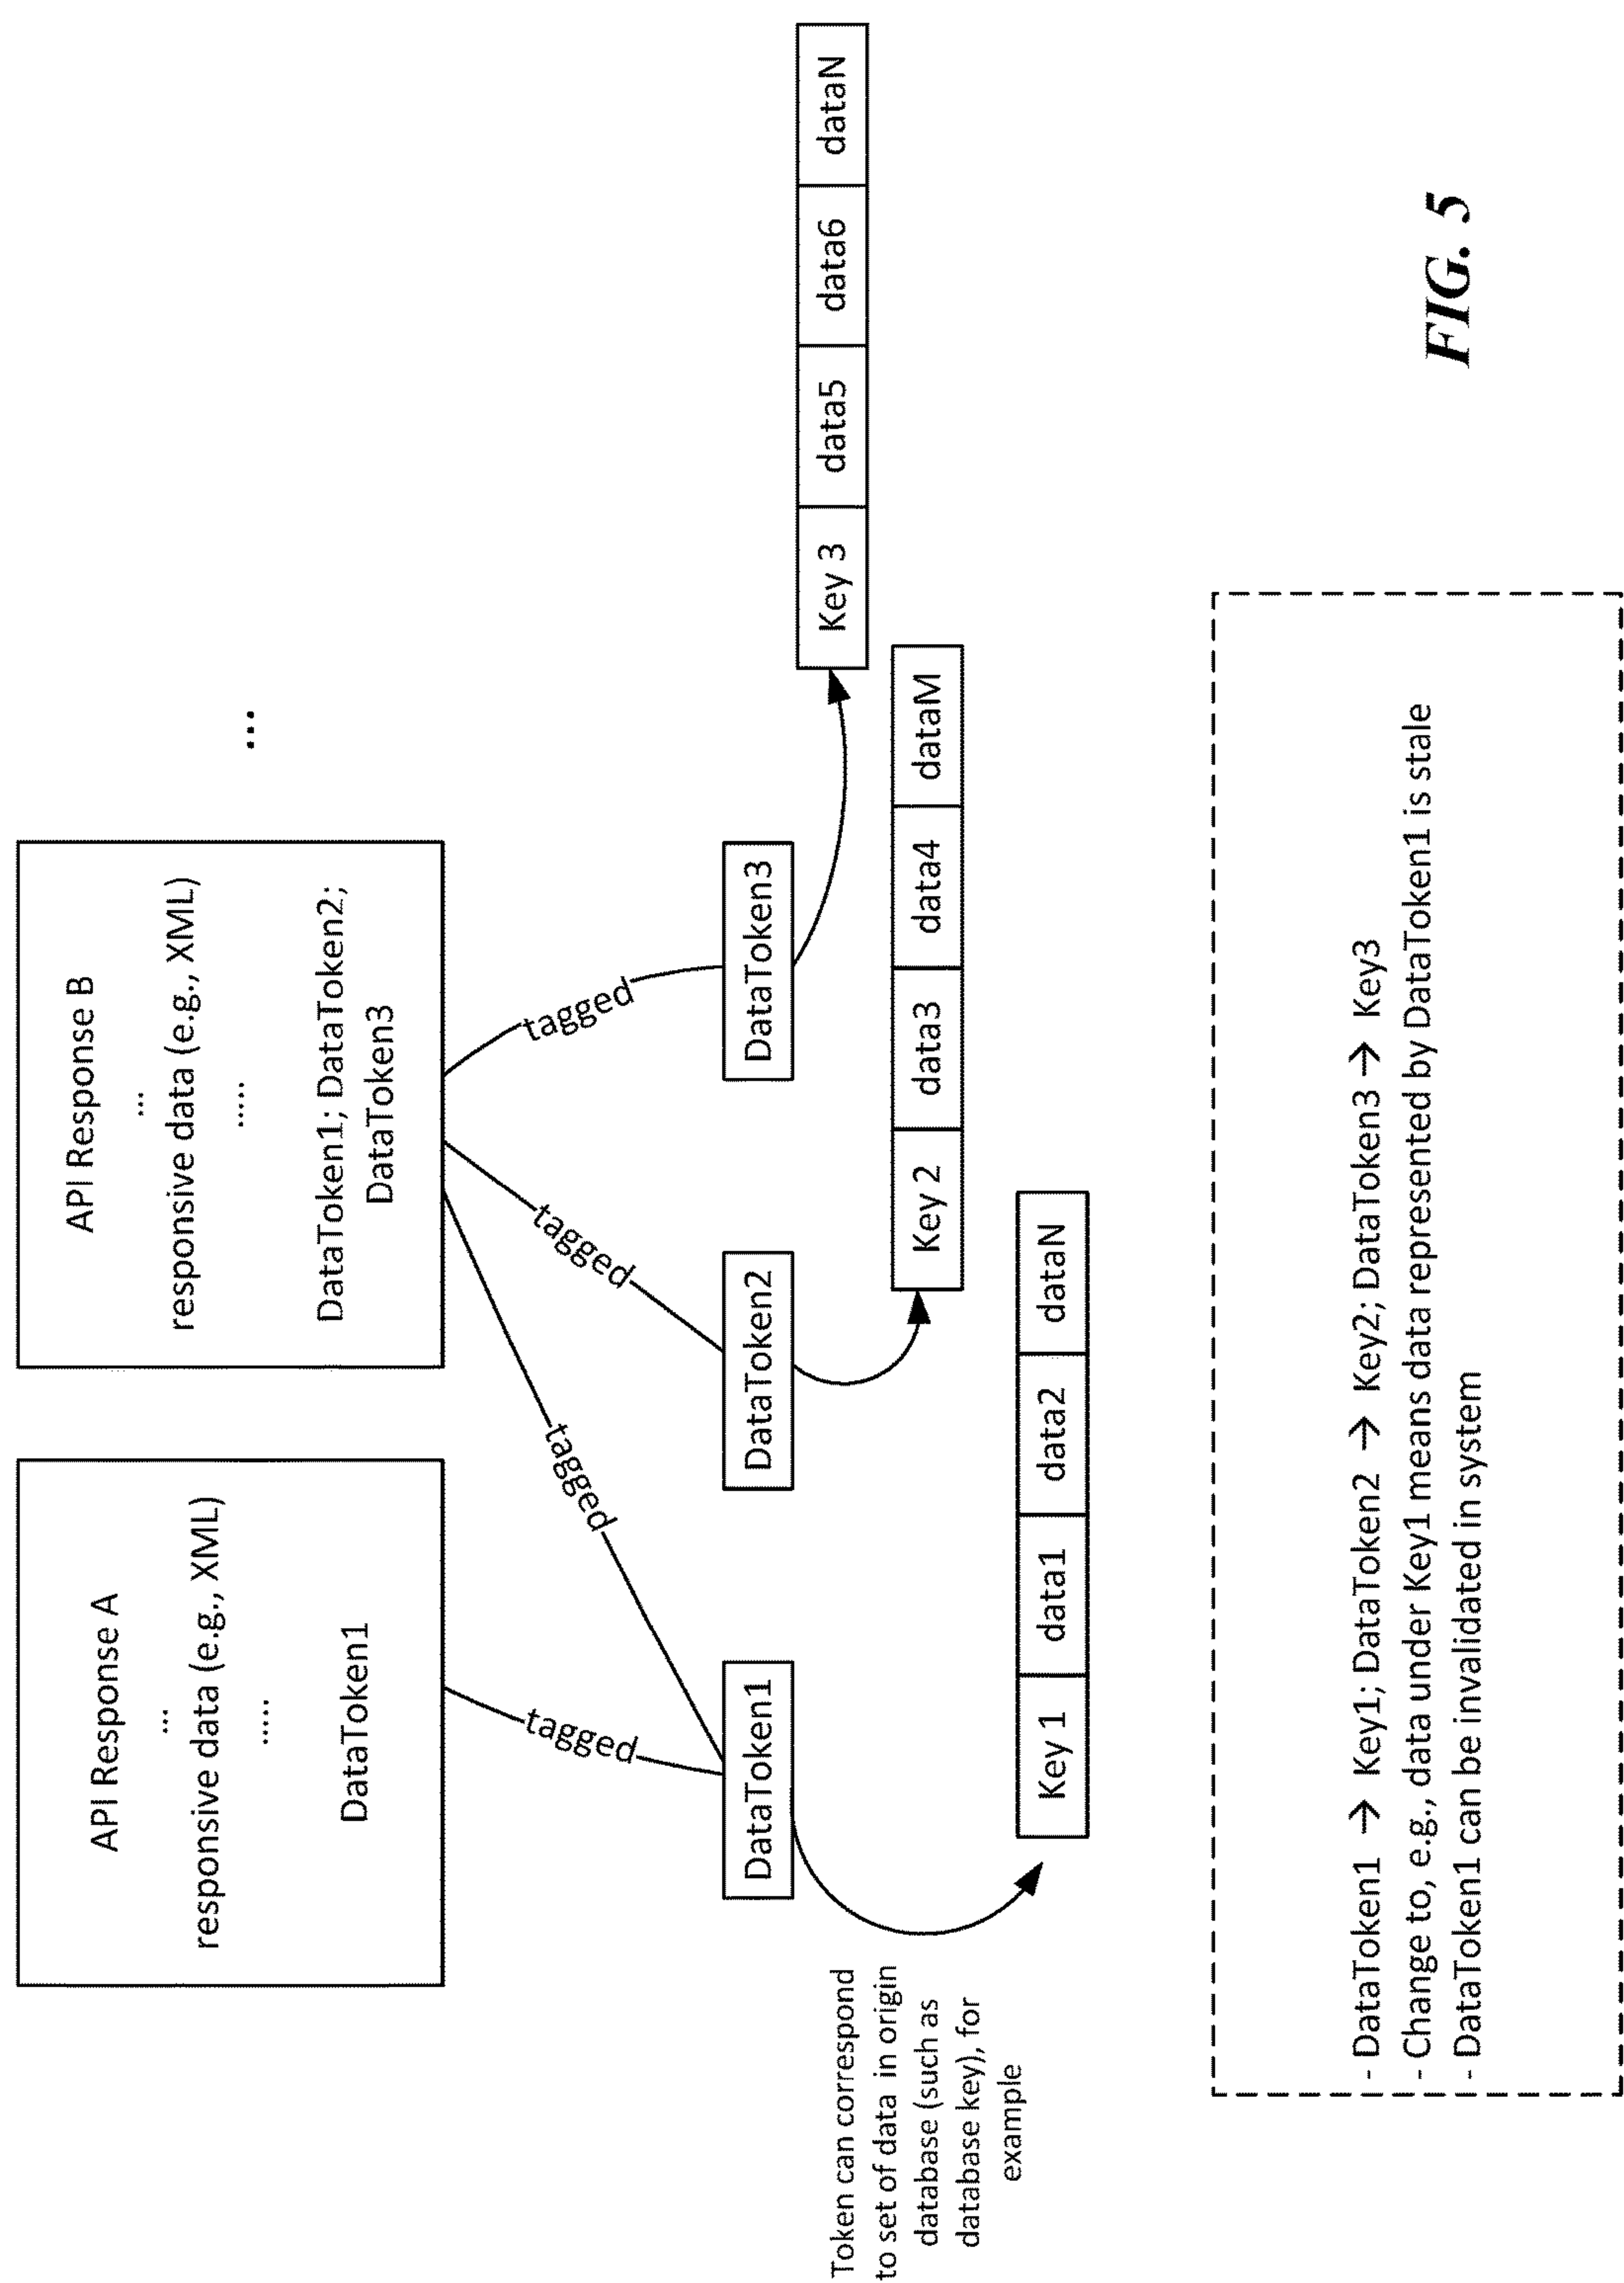 API Response A
...
responsive data (e.g., XML)
.....
DataToken1
API Response B
...
responsive data (e.g., XML)
.....
DataToken1; DataToken2;
DataToken3
...
tagged
tagged
tagged
tagged
DataToken1
DataToken2
DataToken3
Token can correspond
to set of data in origin
database (such as
database key), for
example
Key 3 data5 data6 dataN
Key 2 data3 data4 dataM
Key 1 data1 data2 dataN
- DataToken1 → Key1; DataToken2 → Key2; DataToken3 → Key3
- Change to, e.g., data under Key1 means data represented by DataToken1 is stale
- DataToken1 can be invalidated in system
FIG. 5